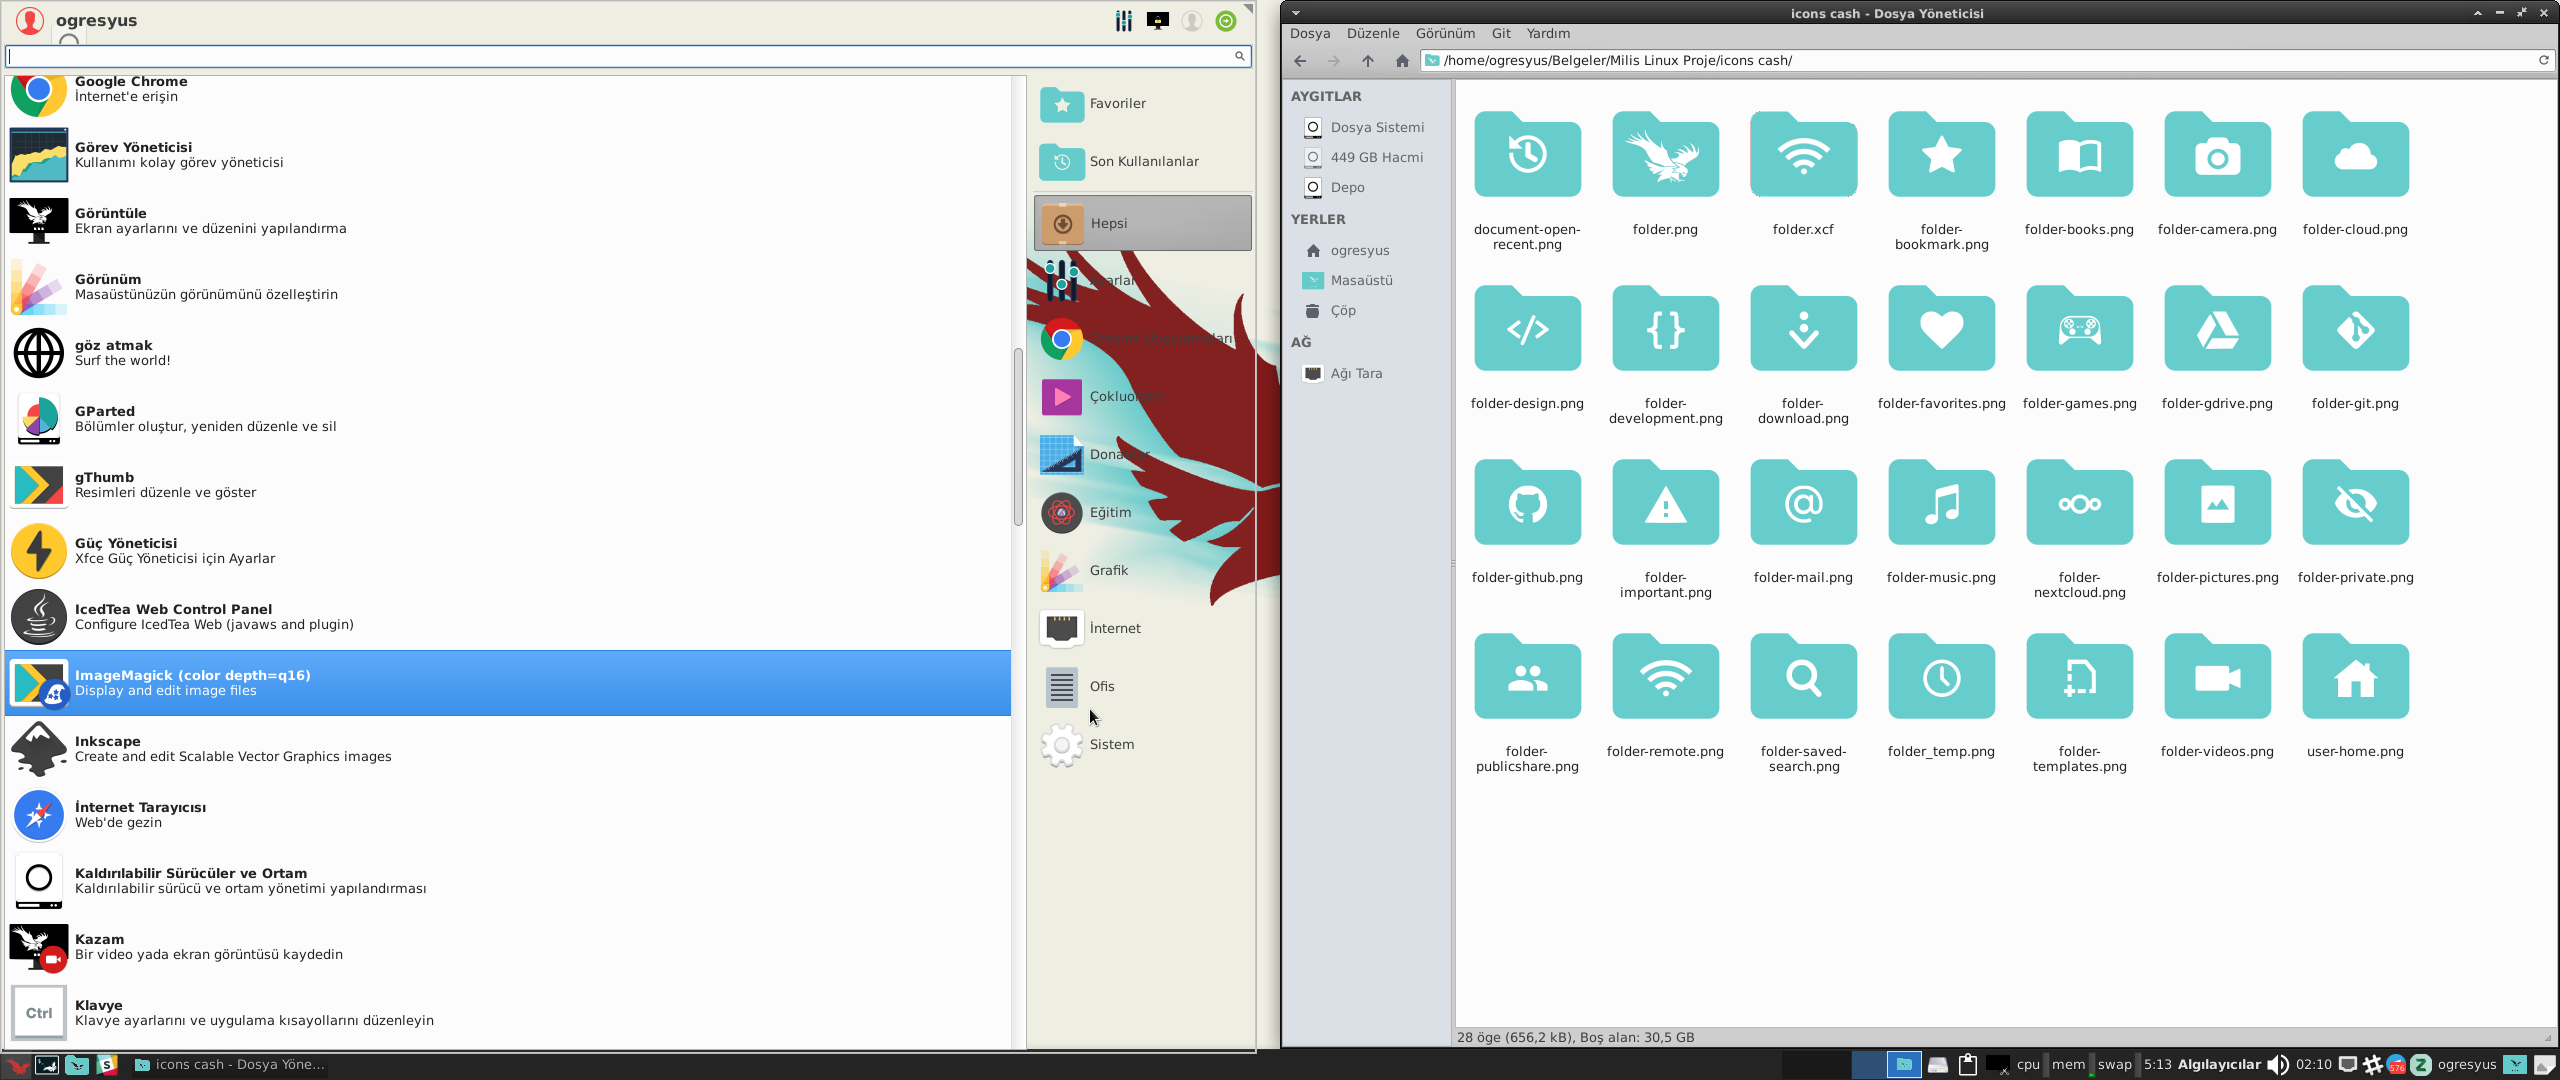 ogresyus
Google Chrome
İnternet'e erişin
Görev Yöneticisi
Kullanımı kolay görev yöneticisi
Görüntüle
Ekran ayarlarını ve düzenini yapılandırma
Görünüm
Masaüstünüzün görünümünü özelleştirin
göz atmak
Surf the world!
GParted
Bölümler oluştur, yeniden düzenle ve sil
gThumb
Resimleri düzenle ve göster
Güç Yöneticisi
Xfce Güç Yöneticisi için Ayarlar
IcedTea Web Control Panel
Configure IcedTea Web (javaws and plugin)
ImageMagick (color depth=q16)
Display and edit image files
Inkscape
Create and edit Scalable Vector Graphics images
İnternet Tarayıcısı
Web'de gezin
Kaldırılabilir Sürücüler ve Ortam
Kaldırılabilir sürücü ve ortam yönetimi yapılandırması
Kazam
Bir video yada ekran görüntüsü kaydedin
Ctrl
Klavye
Klavye ayarlarını ve uygulama kısayollarını düzenleyin
Favoriler
Son Kullanılanlar
Hepsi
Ayarlar
Chrome Uygulamaları
Çokluortam
Donatılar
Eğitim
Grafik
İnternet
Ofis
Sistem
icons cash - Dosya Yöneticisi
Dosya Düzenle Görünüm Git Yardım
/home/ogresyus/Belgeler/Milis Linux Proje/icons cash/
AYGITLAR
Dosya Sistemi
449 GB Hacmi
Depo
YERLER
ogresyus
Masaüstü
Çöp
AĞ
Ağı Tara
document-open-
recent.png
folder.png
folder.xcf
folder-
bookmark.png
folder-books.png
folder-camera.png
folder-cloud.png
folder-design.png
folder-
development.png
folder-
download.png
folder-favorites.png
folder-games.png
folder-gdrive.png
folder-git.png
folder-github.png
folder-
important.png
folder-mail.png
folder-music.png
folder-
nextcloud.png
folder-pictures.png
folder-private.png
folder-
publicshare.png
folder-remote.png
folder-saved-
search.png
folder_temp.png
folder-
templates.png
folder-videos.png
user-home.png
28 öge (656,2 kB), Boş alan: 30,5 GB
icons cash - Dosya Yöne...
cpu mem swap 5:13 Algılayıcılar 02:10 576 ogresyus